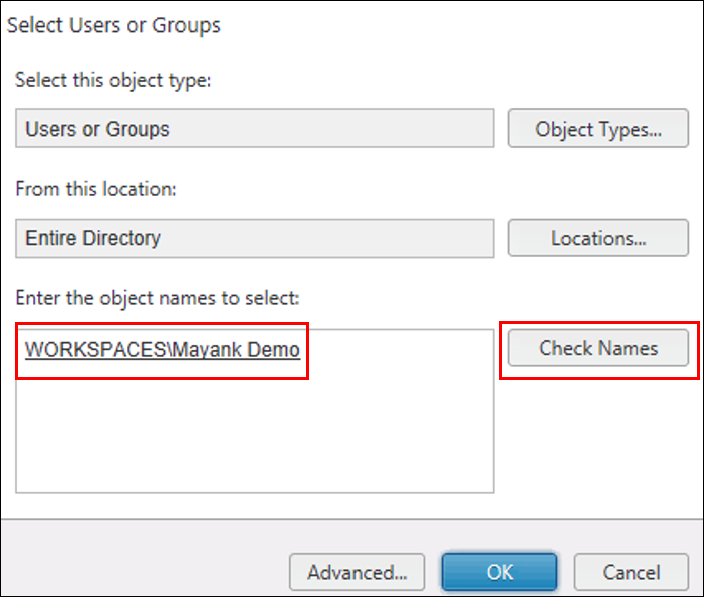 Select Users or Groups
Select this object type:
Users or Groups
Object Types...
From this location:
Entire Directory
Locations...
Enter the object names to select:
WORKSPACES\Mayank Demo
Check Names
Advanced...
OK
Cancel